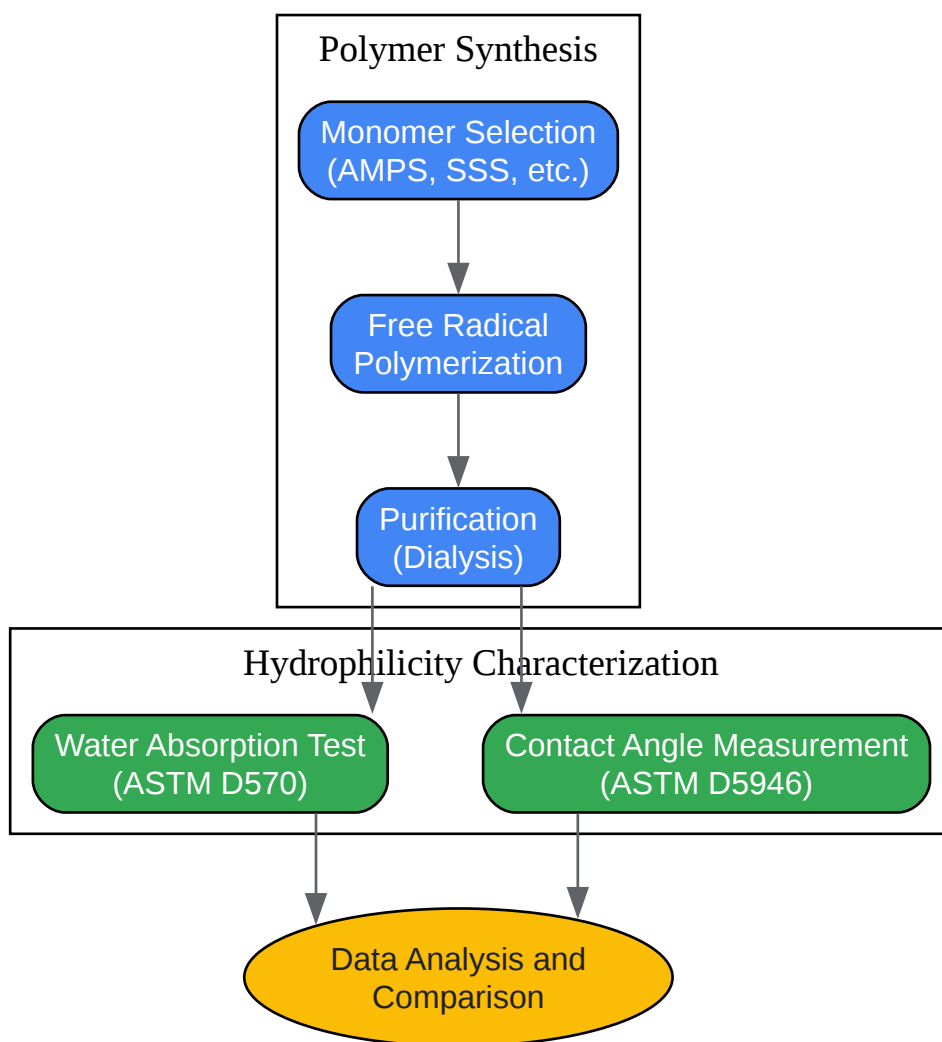 Polymer Synthesis
Monomer Selection
(AMPS, SSS, etc.)
Free Radical
Polymerization
Purification
(Dialysis)
Hydrophilicity Characterization
Water Absorption Test
(ASTM D570)
Contact Angle Measurement
(ASTM D5946)
Data Analysis and
Comparison